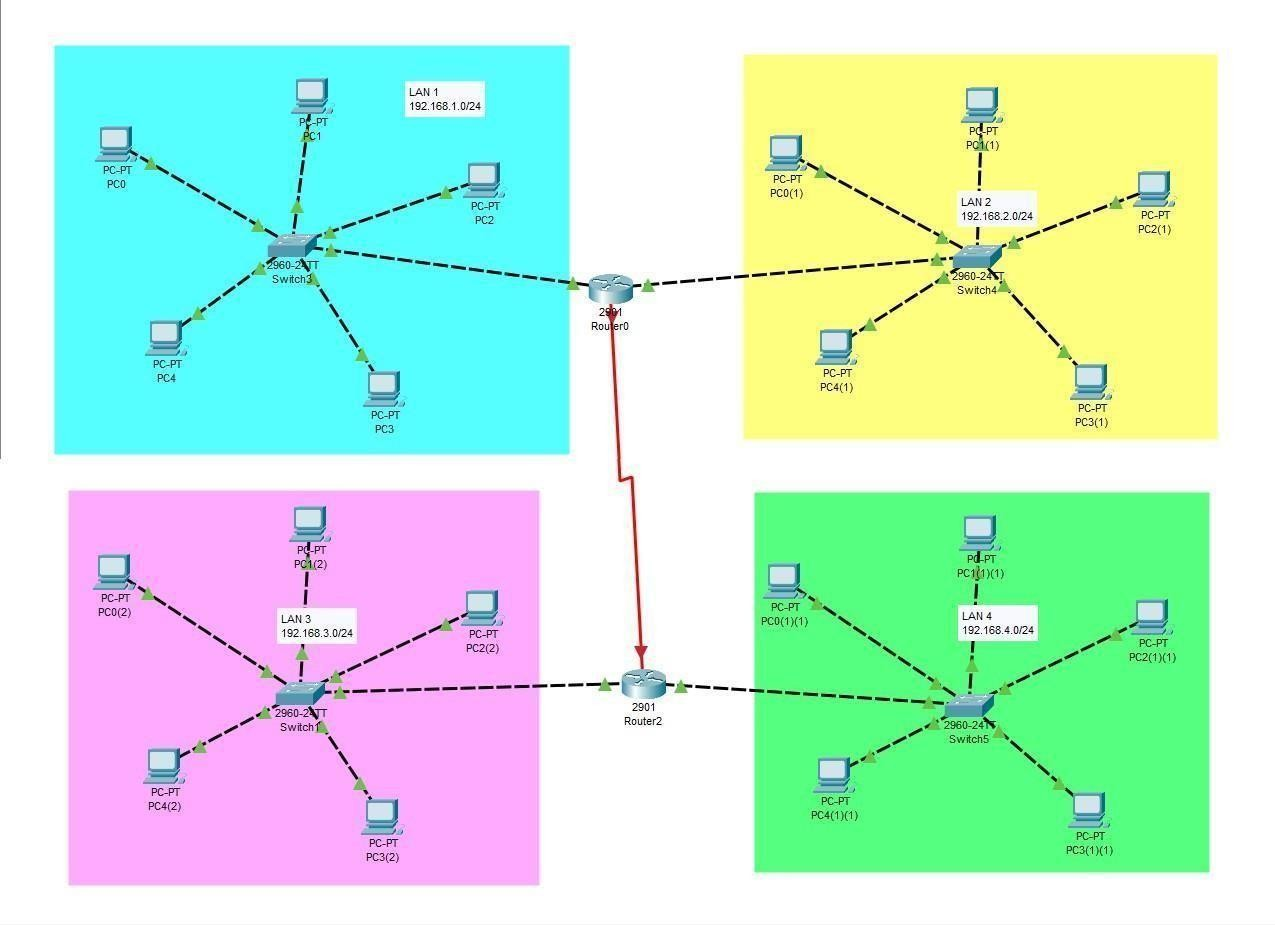 LAN 1
192.168.1.0/24
PC-PT
PC1
PC-PT
PC0
PC-PT
PC2
2960-24TT
Switch3
PC-PT
PC4
PC-PT
PC3
PC-PT
PC1(1)
PC-PT
PC0(1)
LAN 2
192.168.2.0/24
PC-PT
PC2(1)
2960-24TT
Switch4
PC-PT
PC4(1)
PC-PT
PC3(1)
2901
Router0
PC-PT
PC1(2)
PC-PT
PC0(2)
LAN 3
192.168.3.0/24
PC-PT
PC2(2)
2960-24TT
Switch1
PC-PT
PC4(2)
PC-PT
PC3(2)
2901
Router2
PC-PT
PC1(1)(1)
PC-PT
PC0(1)(1)
LAN 4
192.168.4.0/24
PC-PT
PC2(1)(1)
2960-24TT
Switch5
PC-PT
PC4(1)(1)
PC-PT
PC3(1)(1)